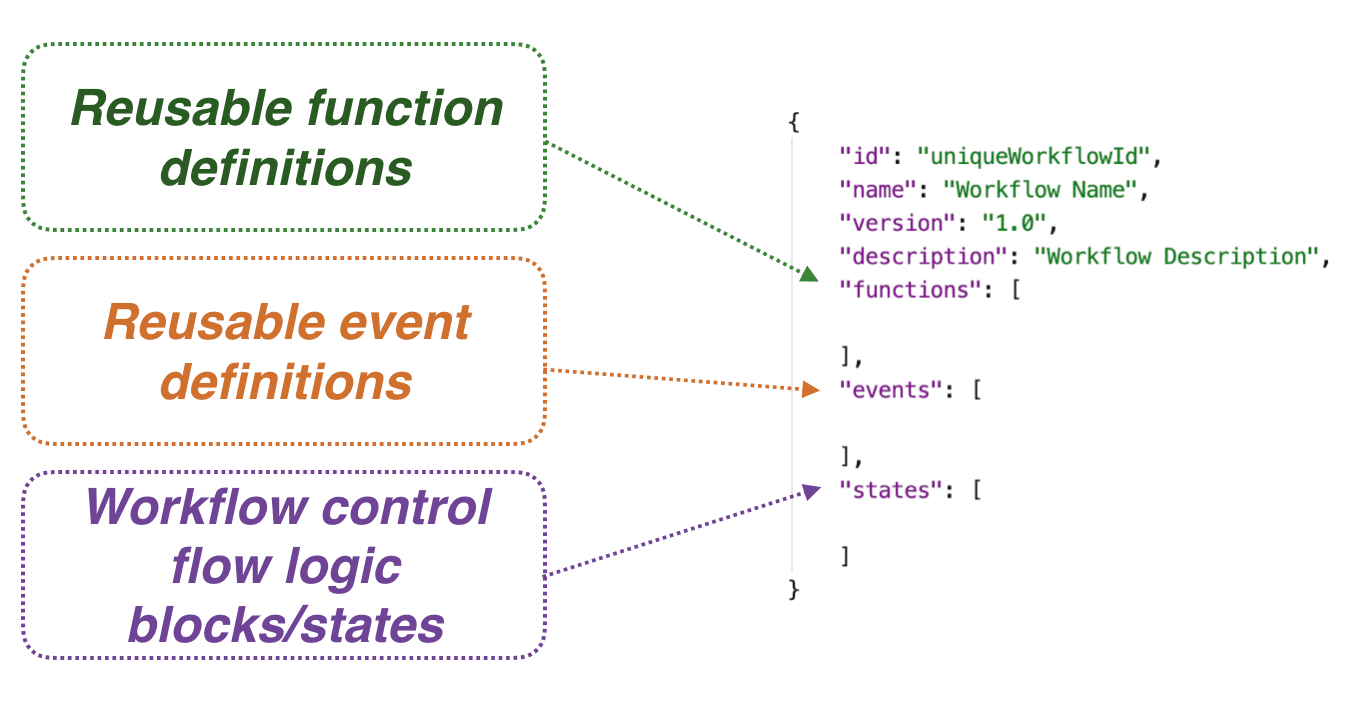 Reusable function
definitions
Reusable event
definitions
Workflow control
flow logic
blocks/states
{
"id": "uniqueWorkflowId",
"name": "Workflow Name",
"version": "1.0",
"description": "Workflow Description",
"functions": [
],
"events": [
],
"states": [
]
}